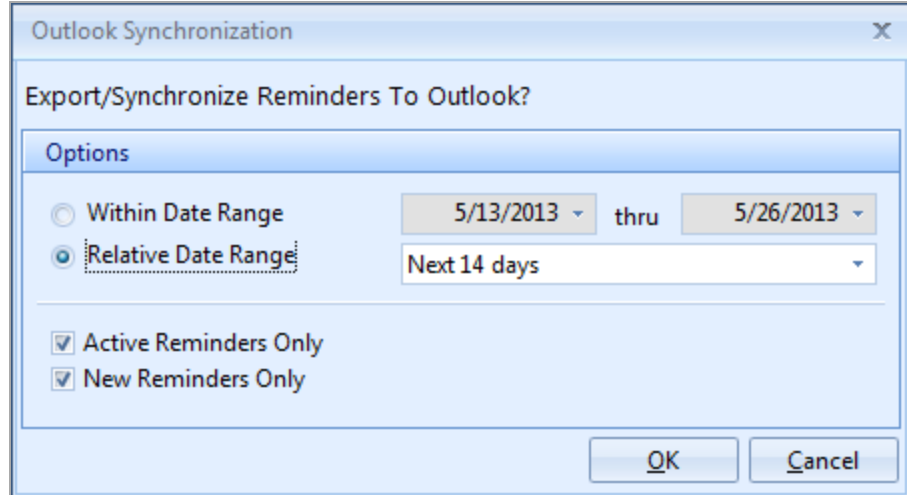 Outlook Synchronization
Export/Synchronize Reminders To Outlook?
Options
Within Date Range 5/13/2013 thru 5/26/2013
Relative Date Range Next 14 days
Active Reminders Only
New Reminders Only
OK Cancel